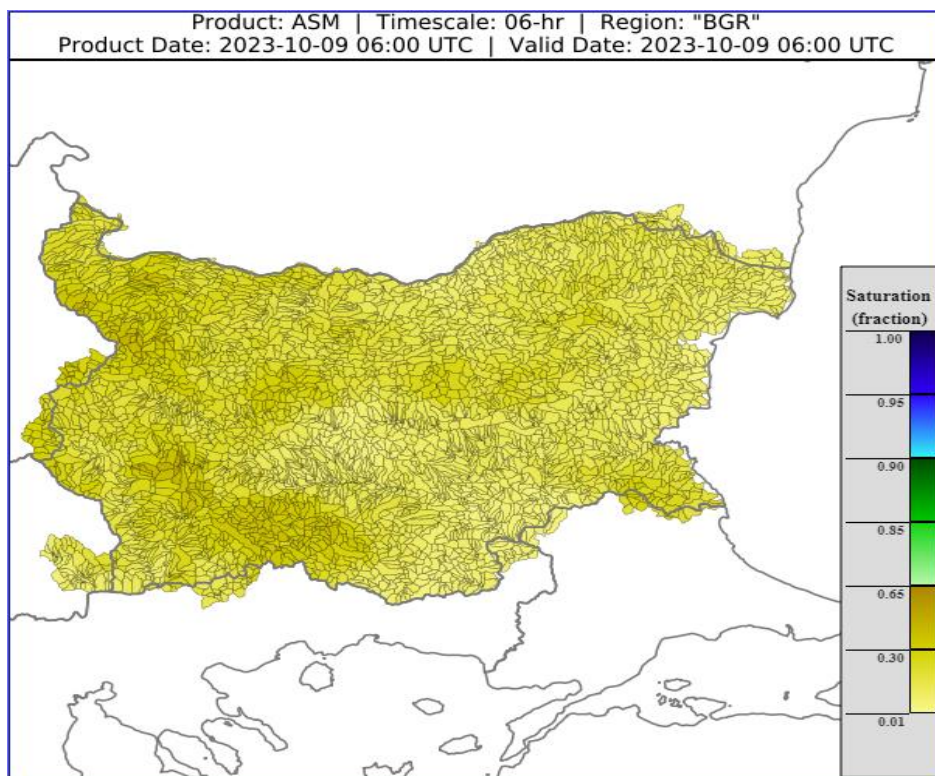 Product: ASM | Timescale: 06-hr | Region: "BGR"
Product Date: 2023-10-09 06:00 UTC | Valid Date: 2023-10-09 06:00 UTC
Saturation
(fraction)
1.00
0.95
0.90
0.85
0.65
0.30
0.01